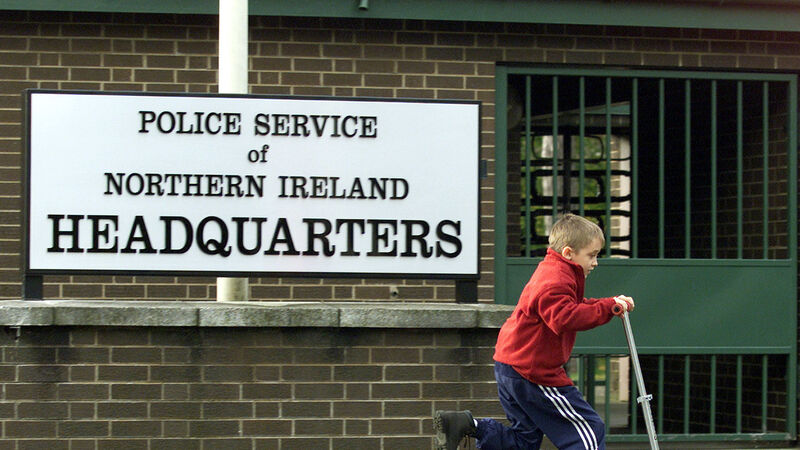 POLICE SERVICE
of
NORTHERN IRELAND
HEADQUARTERS